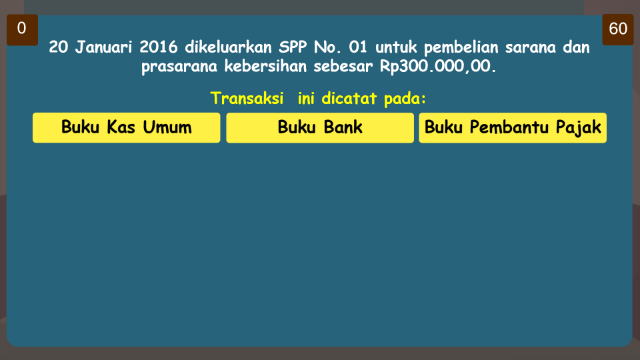 0
60
20 Januari 2016 dikeluarkan SPP No. 01 untuk pembelian sarana dan
prasarana kebersihan sebesar Rp300.000,00.
Transaksi ini dicatat pada:
Buku Kas Umum
Buku Bank
Buku Pembantu Pajak